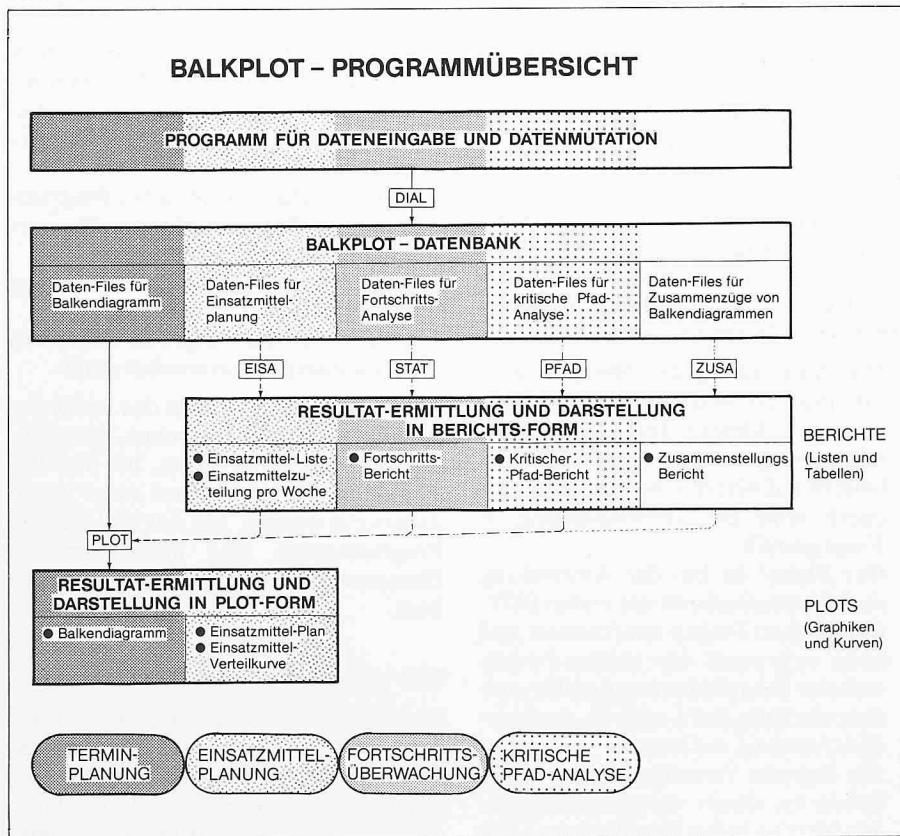 BALKPLOT – PROGRAMMÜBERSICHT
PROGRAMM FÜR DATENEINGABE UND DATENMUTATION
DIAL
BALKPLOT – DATENBANK
Daten-Files für
Balkendiagramm
Daten-Files für
Einsatzmittel-
planung
Daten-Files für
Fortschritts-
Analyse
Daten-Files für
kritische Pfad-
Analyse
Daten-Files für
Zusammenzüge von
Balkendiagrammen
EISA
STAT
PFAD
ZUSA
RESULTAT-ERMITTLUNG UND DARSTELLUNG
IN BERICHTS-FORM
● Einsatzmittel-Liste
● Einsatzmittelzu-
teilung pro Woche
● Fortschritts-
Bericht
● Kritischer
Pfad-Bericht
● Zusammenstellungs
Bericht
BERICHTE
(Listen und
Tabellen)
PLOT
RESULTAT-ERMITTLUNG UND
DARSTELLUNG IN PLOT-FORM
● Balkendiagramm
● Einsatzmittel-Plan
● Einsatzmittel-
Verteilkurve
PLOTS
(Graphiken
und Kurven)
TERMIN-
PLANUNG
EINSATZMITTEL-
PLANUNG
FORTSCHRITTS-
ÜBERWACHUNG
KRITISCHE
PFAD-ANALYSE